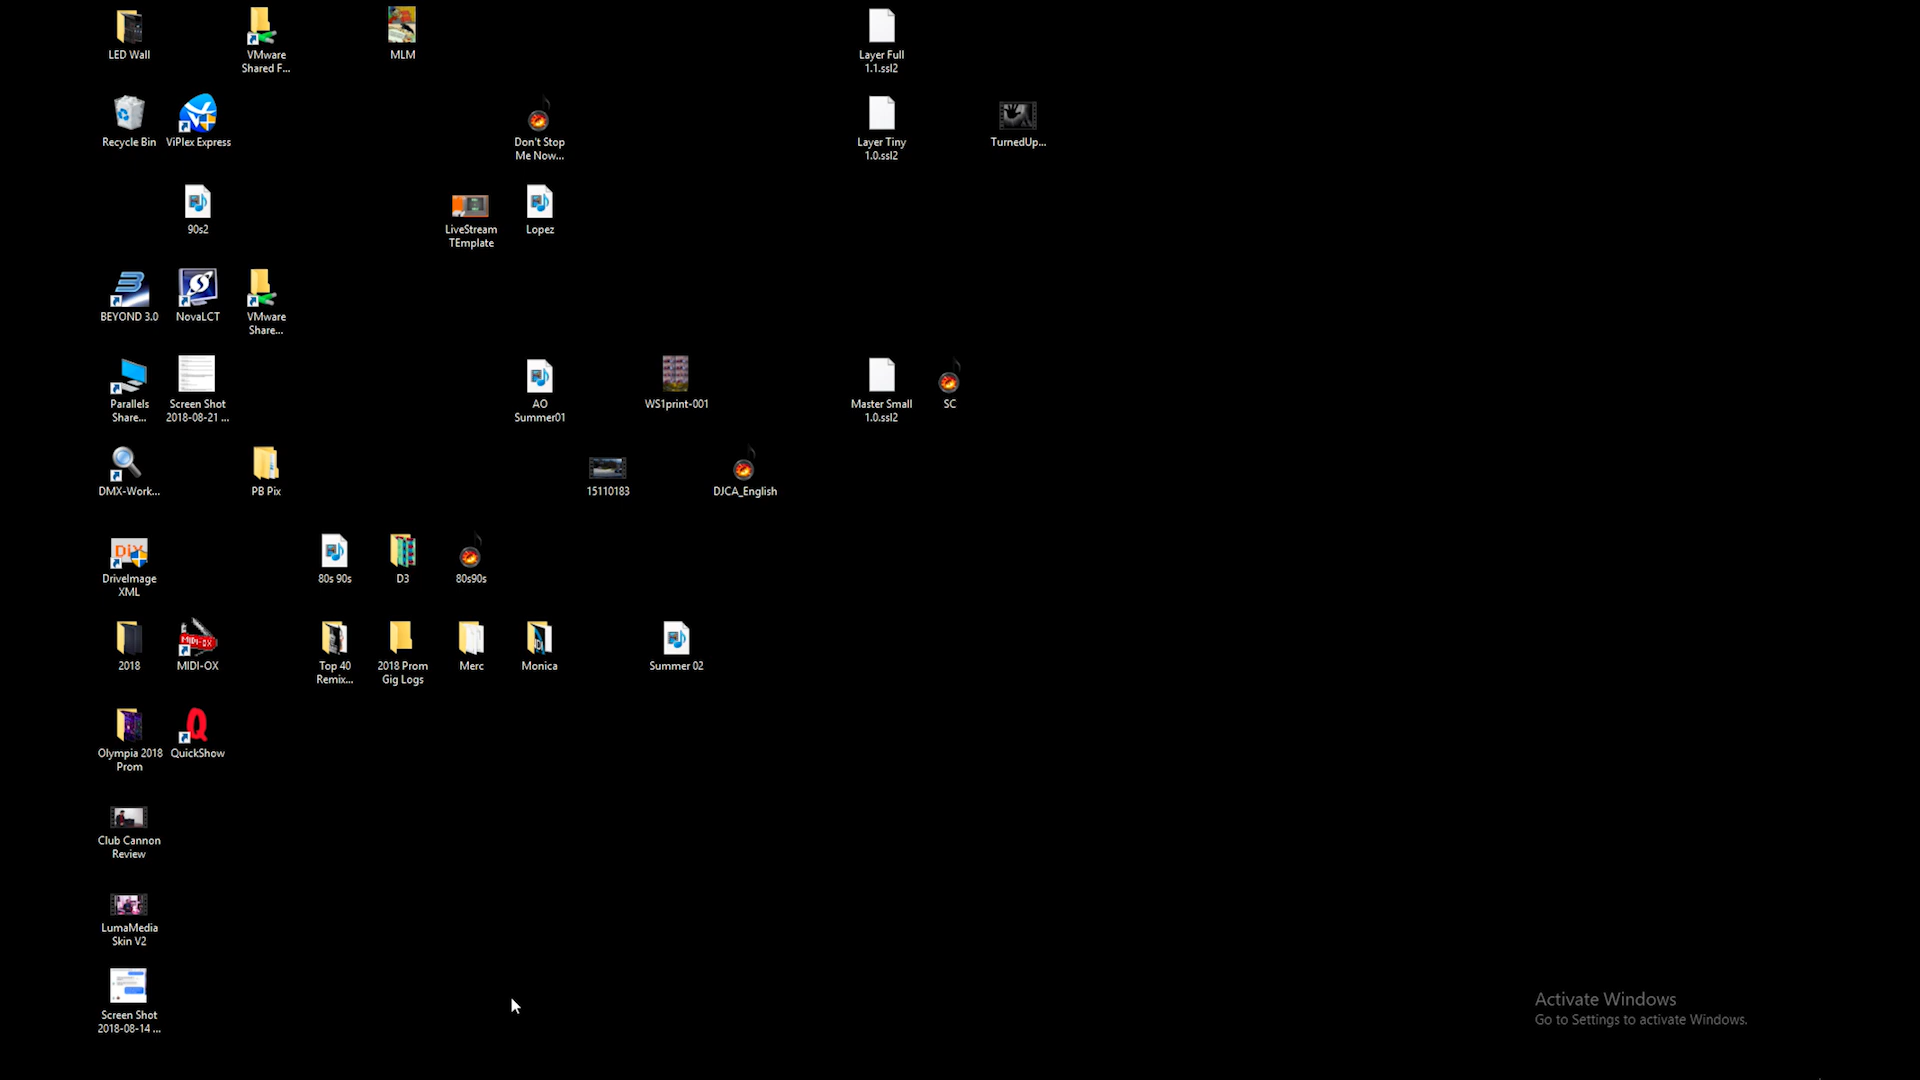 LED Wall
VMware
Shared F...
MLM
Layer Full
1.1.ssl2
Recycle Bin
ViPlex Express
Don't Stop
Me Now...
Layer Tiny
1.0.ssl2
TurnedUp...
90s2
LiveStream
TEmplate
Lopez
BEYOND 3.0
NovaLCT
VMware
Share...
Parallels
Share...
Screen Shot
2018-08-21 ...
AO
Summer01
WS1print-001
Master Small
1.0.ssl2
SC
DMX-Work...
PB Pix
15110183
DJCA_English
DiX
DriveImage
XML
80s 90s
D3
80s90s
2018
MIDI-OX
MIDI-OX
Top 40
Remix...
2018 Prom
Gig Logs
Merc
Monica
Summer 02
Olympia 2018
Prom
Q
QuickShow
Club Cannon
Review
LumaMedia
Skin V2
Screen Shot
2018-08-14 ...
Activate Windows
Go to Settings to activate Windows.